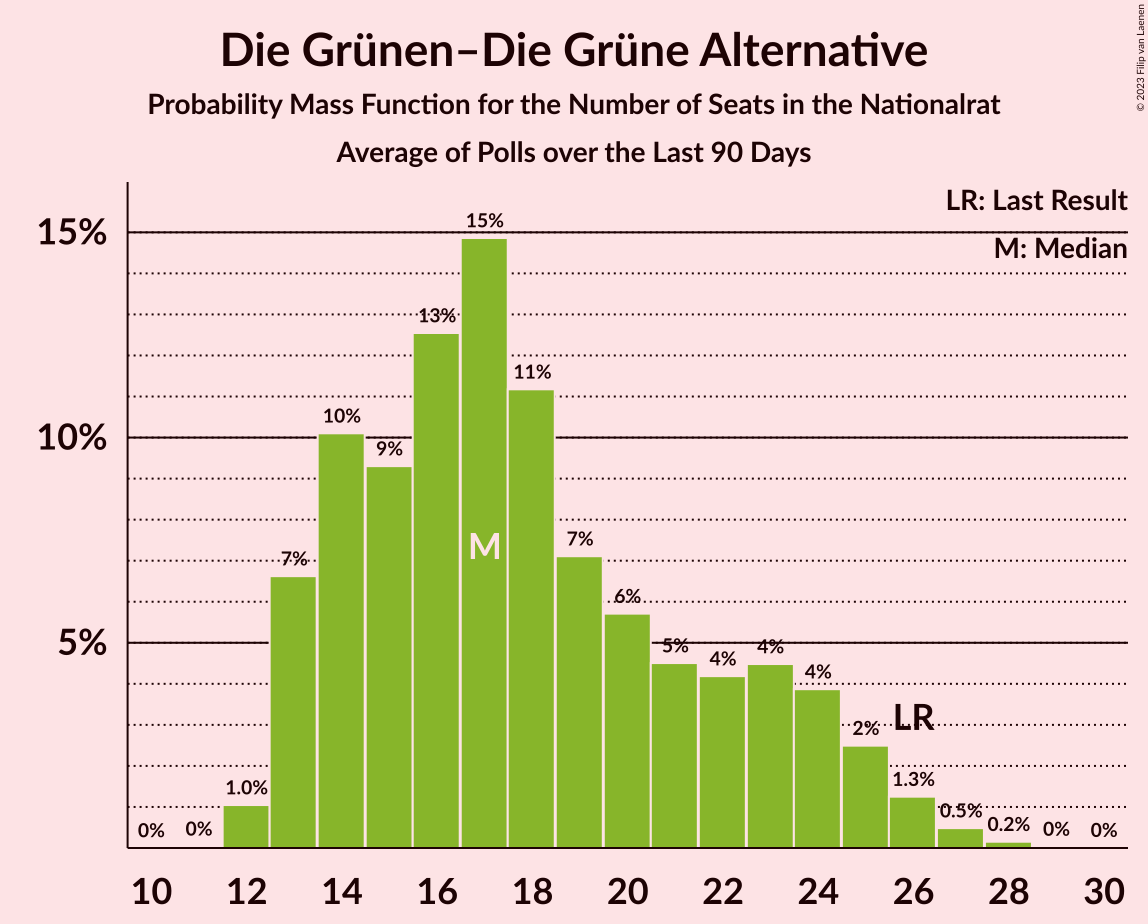 Die Grünen–Die Grüne Alternative
Probability Mass Function for the Number of Seats in the Nationalrat
Average of Polls over the Last 90 Days
© 2023 Filip van Laenen
LR: Last Result
M: Median
15%
10%
5%
0%
0%
1.0%
7%
10%
9%
13%
15%
11%
7%
6%
5%
4%
4%
4%
2%
1.3%
0.5%
0.2%
0%
0%
M
LR
10 12 14 16 18 20 22 24 26 28 30